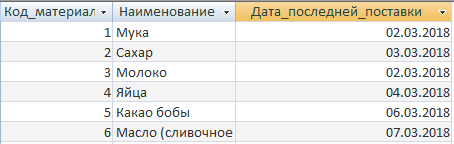 Код_материал Наименование Дата_последней_поставки
1 Мука 02.03.2018
2 Сахар 03.03.2018
3 Молоко 02.03.2018
4 Яйца 04.03.2018
5 Какао бобы 06.03.2018
6 Масло (сливочное 07.03.2018